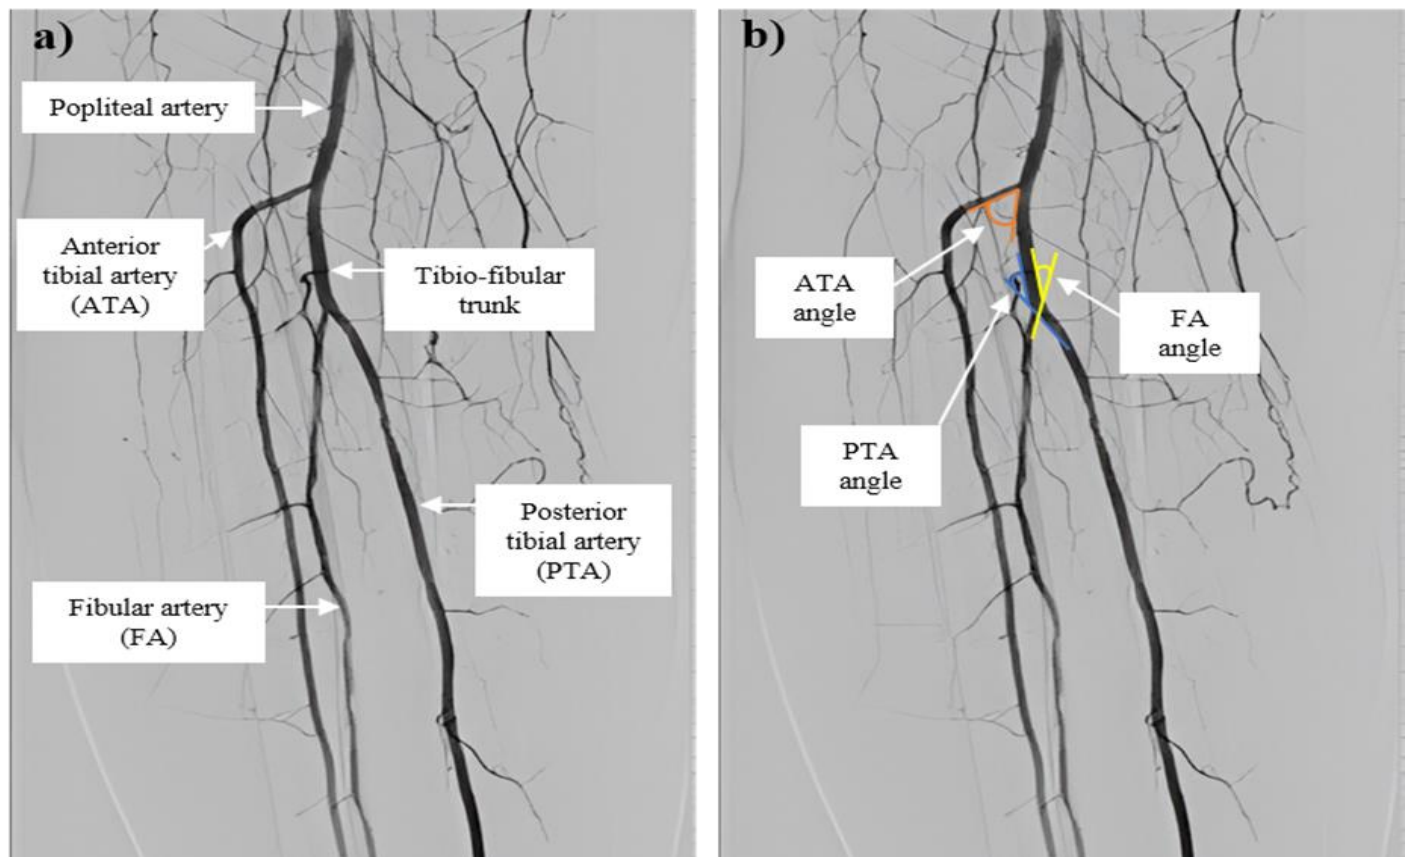 a)
Popliteal artery
Anterior
tibial artery
(ATA)
Tibio-fibular
trunk
Posterior
tibial artery
(PTA)
Fibular artery
(FA)
b)
ATA
angle
FA
angle
PTA
angle